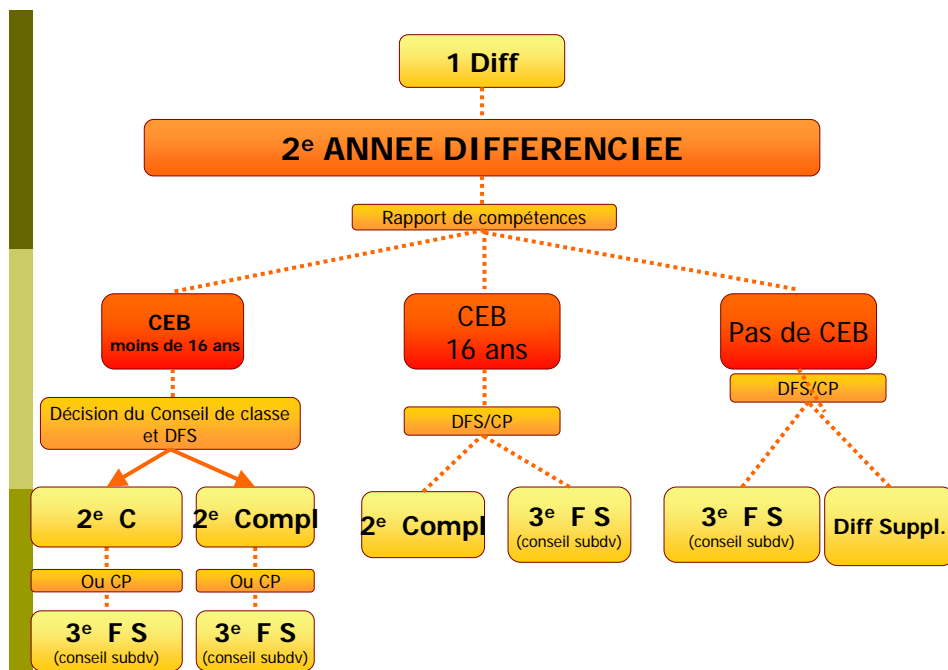 1 Diff
2e ANNEE DIFFERENCIEE
Rapport de compétences
CEB
moins de 16 ans
CEB
16 ans
Pas de CEB
DFS/CP
Décision du Conseil de classe
et DFS
DFS/CP
2e C
2e Compl
2e Compl
3e F S
(conseil subdv)
3e F S
(conseil subdv)
Diff Suppl.
Ou CP
Ou CP
3e F S
(conseil subdv)
3e F S
(conseil subdv)